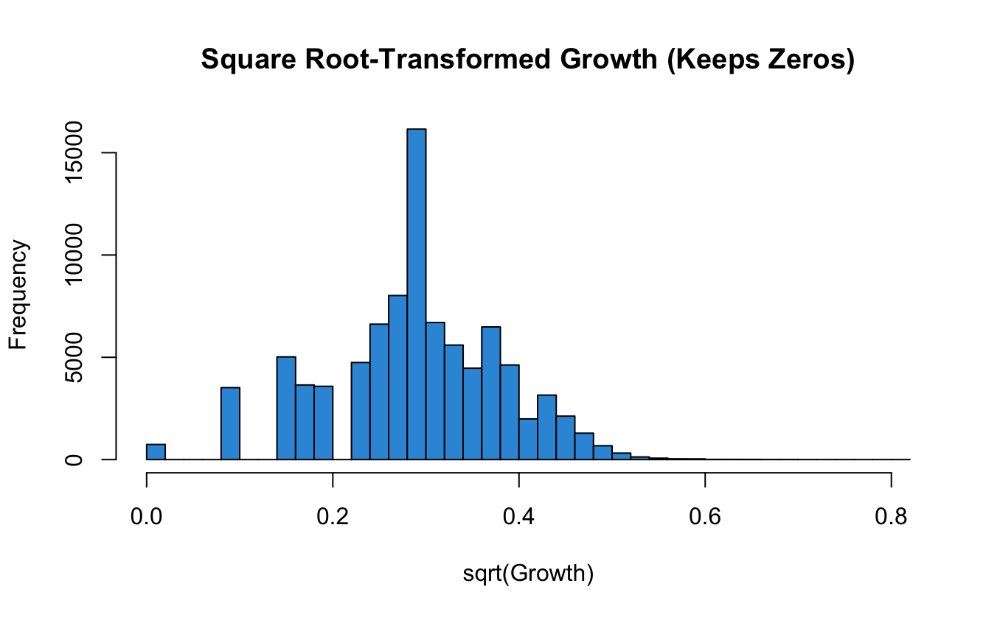 Square Root-Transformed Growth (Keeps Zeros)
Frequency
15000
10000
5000
0
0.0 0.2 0.4 0.6 0.8
sqrt(Growth)